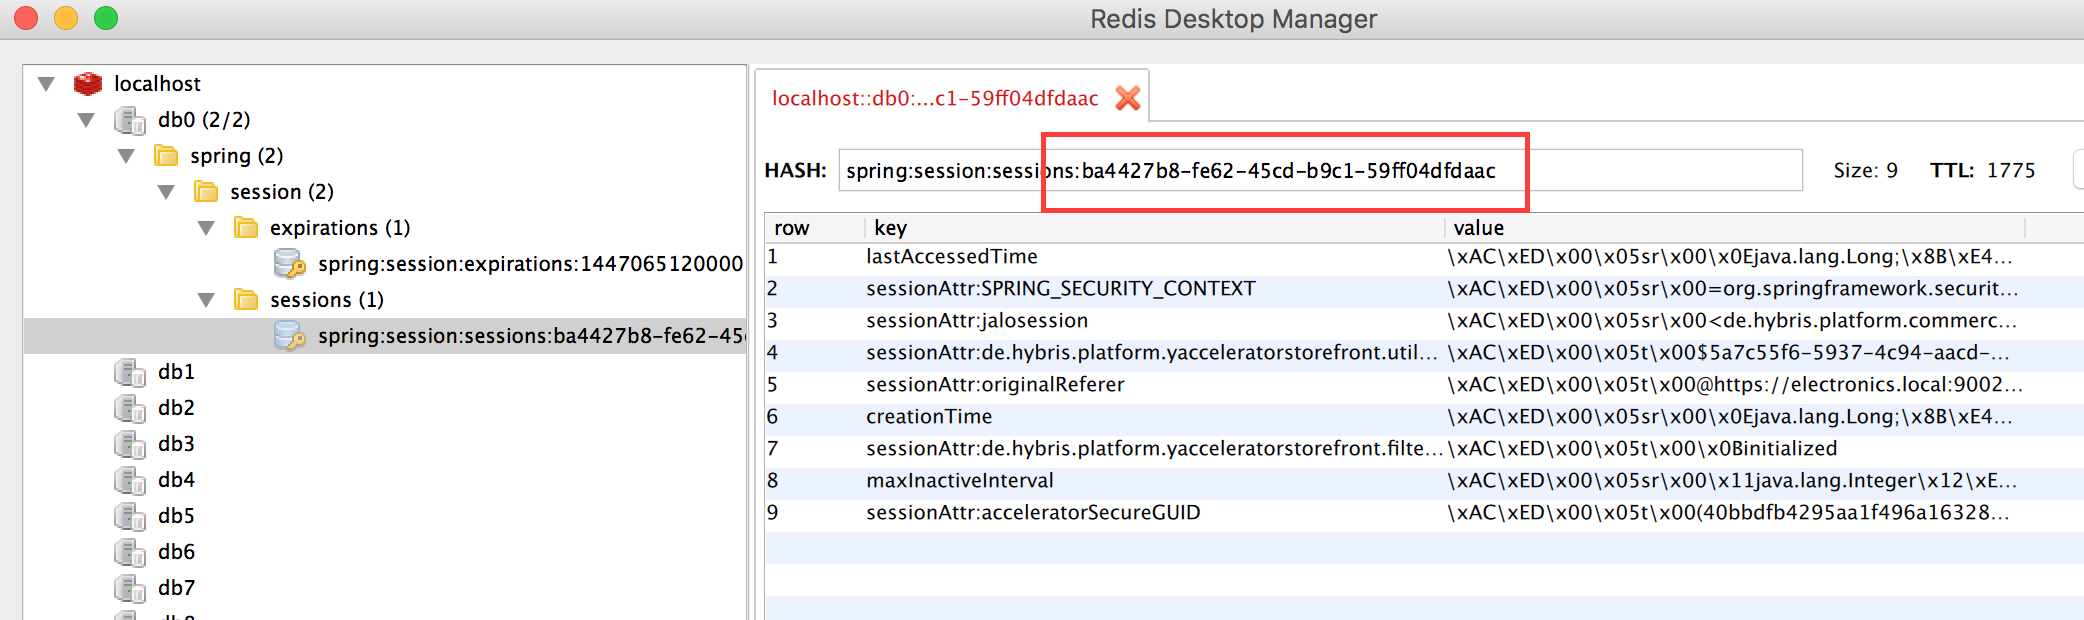 Redis Desktop Manager
localhost
db0 (2/2)
spring (2)
session (2)
expirations (1)
spring:session:expirations:1447065120000
sessions (1)
spring:session:sessions:ba4427b8-fe62-45
db1
db2
db3
db4
db5
db6
db7
localhost::db0:...c1-59ff04dfdaac
HASH: spring:session:sessions:ba4427b8-fe62-45cd-b9c1-59ff04dfdaac Size: 9 TTL: 1775
row key value
1 lastAccessedTime \xAC\xED\x00\x05sr\x00\x0Ejava.lang.Long;\x8B\xE4...
2 sessionAttr:SPRING_SECURITY_CONTEXT \xAC\xED\x00\x05sr\x00=org.springframework.securit...
3 sessionAttr:jalosession \xAC\xED\x00\x05sr\x00<de.hybris.platform.commerc...
4 sessionAttr:de.hybris.platform.yacceleratorstorefront.util... \xAC\xED\x00\x05t\x00$5a7c55f6-5937-4c94-aacd-...
5 sessionAttr:originalReferer \xAC\xED\x00\x05t\x00@https://electronics.local:9002...
6 creationTime \xAC\xED\x00\x05sr\x00\x0Ejava.lang.Long;\x8B\xE4...
7 sessionAttr:de.hybris.platform.yacceleratorstorefront.filte... \xAC\xED\x00\x05t\x00\x0Binitialized
8 maxInactiveInterval \xAC\xED\x00\x05sr\x00\x11java.lang.Integer\x12\xE...
9 sessionAttr:acceleratorSecureGUID \xAC\xED\x00\x05t\x00(40bbdfb4295aa1f496a16328...